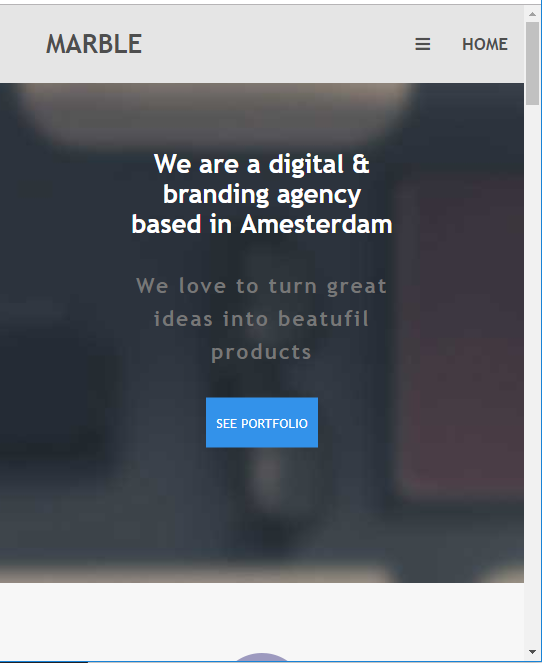 MARBLE
HOME
We are a digital &
branding agency
based in Amesterdam
We love to turn great
ideas into beatufil
products
SEE PORTFOLIO